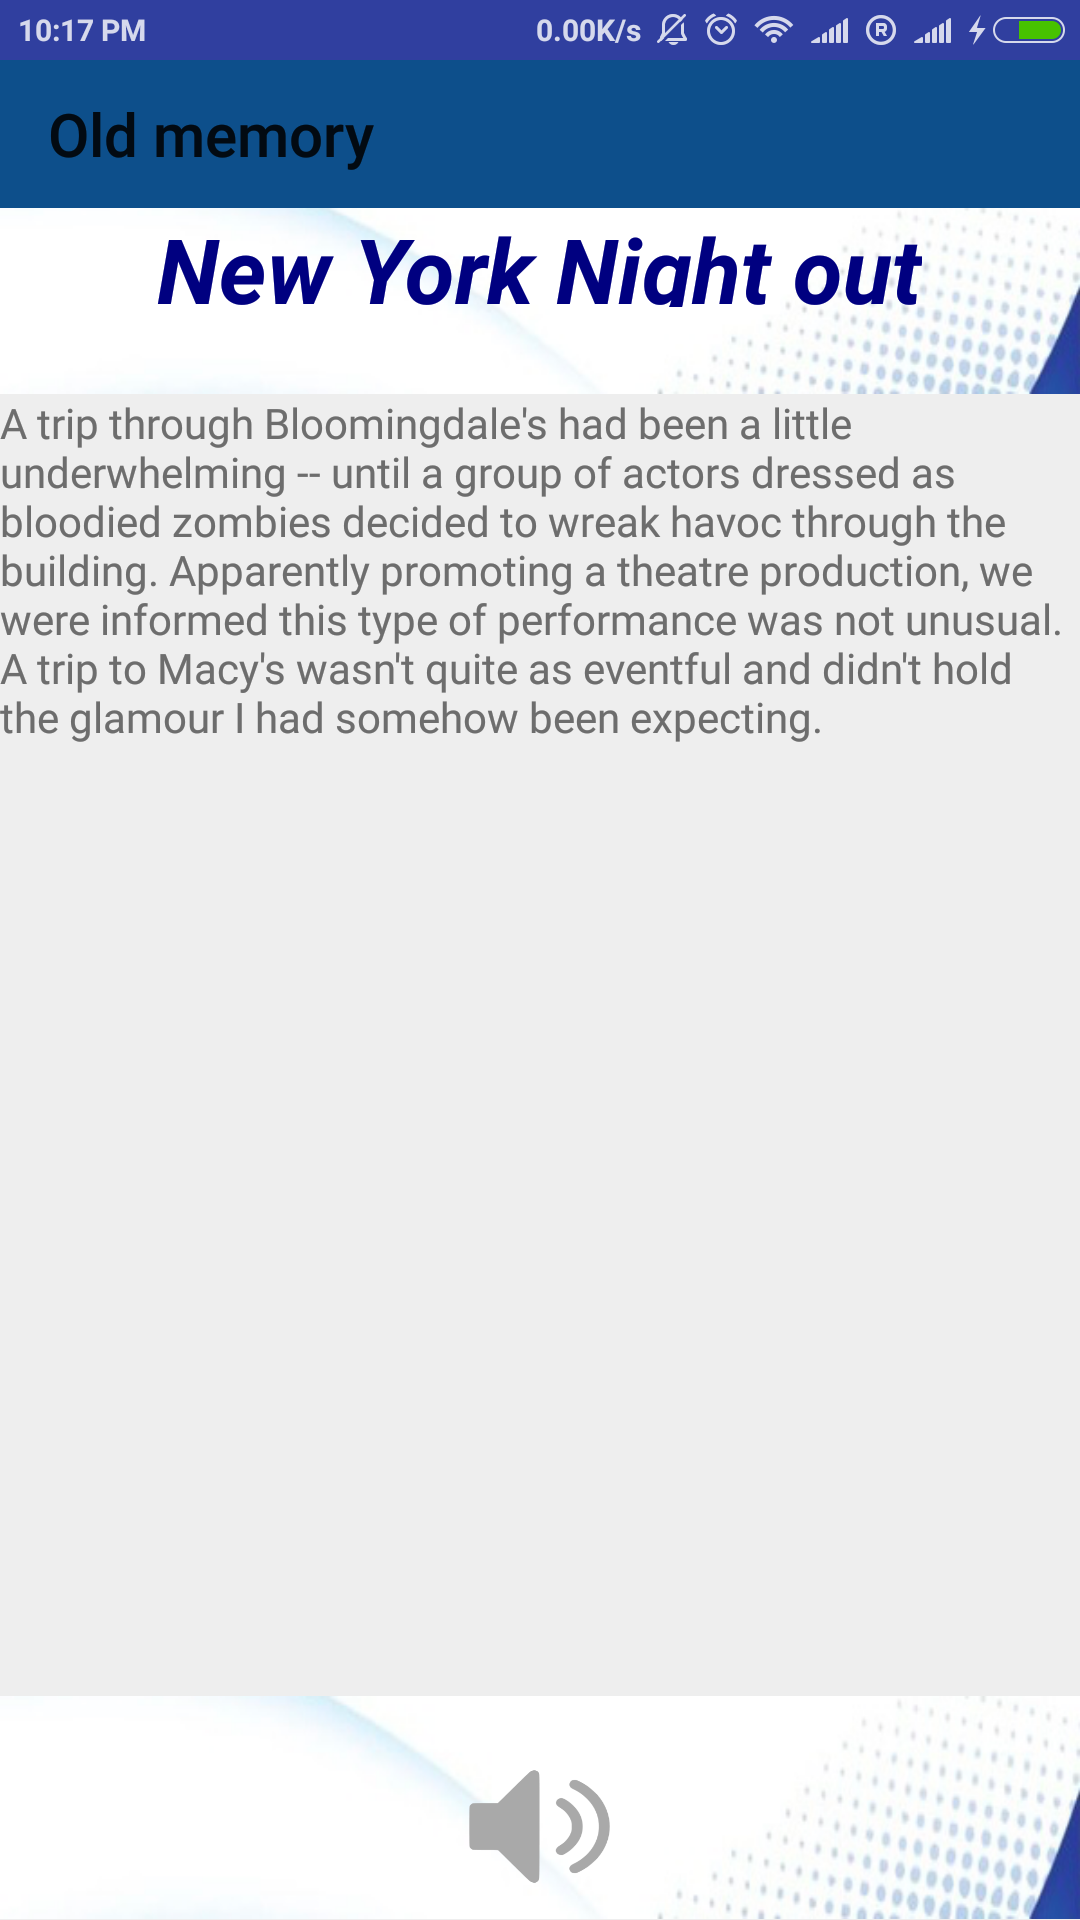 10:17 PM 0.00K/s R
Old memory
New York Night out
A trip through Bloomingdale's had been a little
underwhelming -- until a group of actors dressed as
bloodied zombies decided to wreak havoc through the
building. Apparently promoting a theatre production, we
were informed this type of performance was not unusual.
A trip to Macy's wasn't quite as eventful and didn't hold
the glamour I had somehow been expecting.